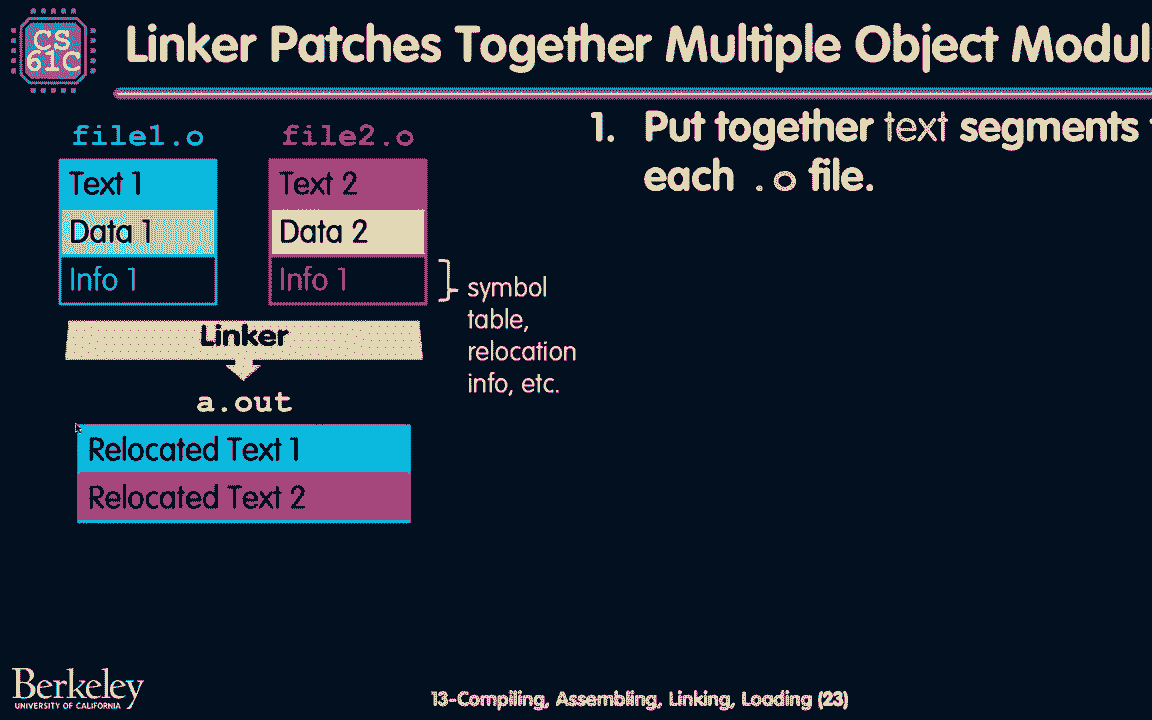 CS
61C
Linker Patches Together Multiple Object Modul
file1.o
file2.o
Text 1
Text 2
Data 1
Data 2
Info 1
Info 1
symbol
table,
relocation
info, etc.
Linker
a.out
Relocated Text 1
Relocated Text 2
1. Put together text segments
each .o file.
Berkeley
UNIVERSITY OF CALIFORNIA
13-Compiling, Assembling, Linking, Loading (23)